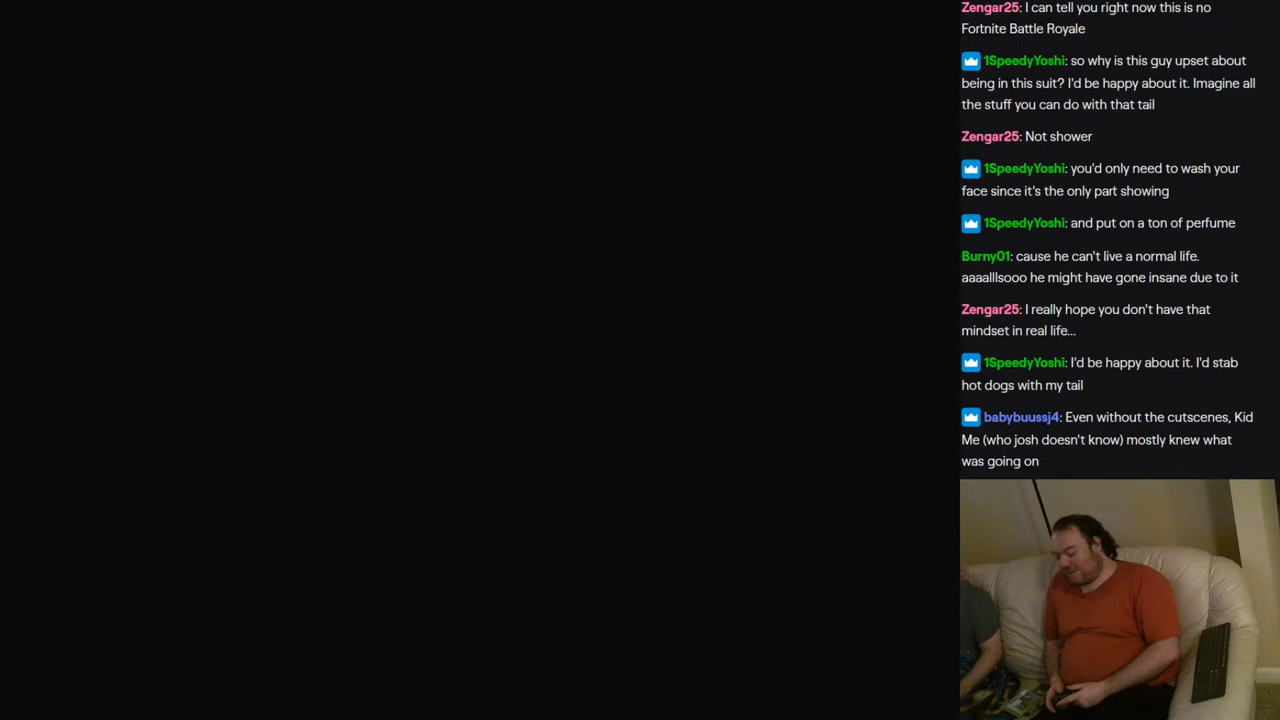 Zengar25: I can tell you right now this is no
Fortnite Battle Royale
1SpeedyYoshi: so why is this guy upset about
being in this suit? I'd be happy about it. Imagine all
the stuff you can do with that tail
Zengar25: Not shower
1SpeedyYoshi: you'd only need to wash your
face since it's the only part showing
1SpeedyYoshi: and put on a ton of perfume
Burny01: cause he can't live a normal life.
aaaalllsooo he might have gone insane due to it
Zengar25: I really hope you don't have that
mindset in real life...
1SpeedyYoshi: I'd be happy about it. I'd stab
hot dogs with my tail
babybuussj4: Even without the cutscenes, Kid
Me (who josh doesn't know) mostly knew what
was going on